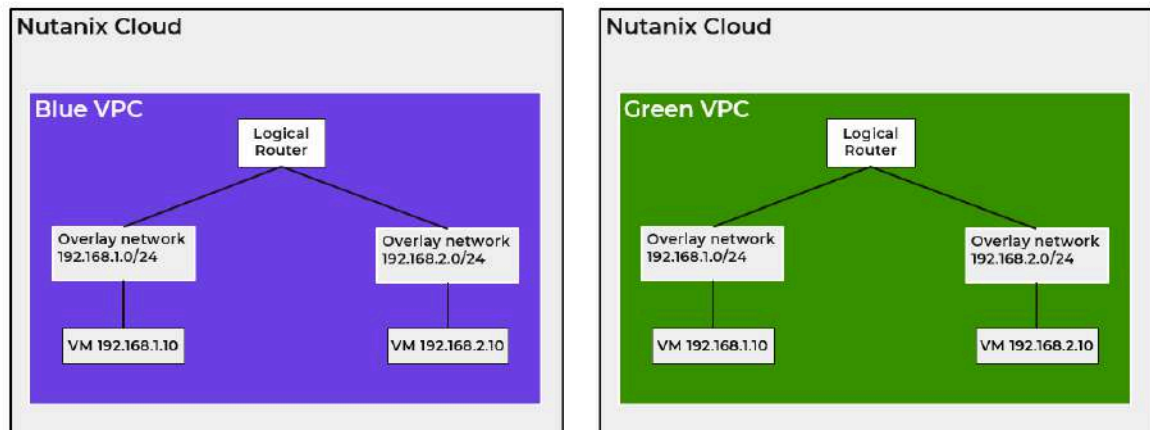 Nutanix Cloud
Blue VPC
Logical
Router
Overlay network
192.168.1.0/24
Overlay network
192.168.2.0/24
VM 192.168.1.10
VM 192.168.2.10
Nutanix Cloud
Green VPC
Logical
Router
Overlay network
192.168.1.0/24
Overlay network
192.168.2.0/24
VM 192.168.1.10
VM 192.168.2.10